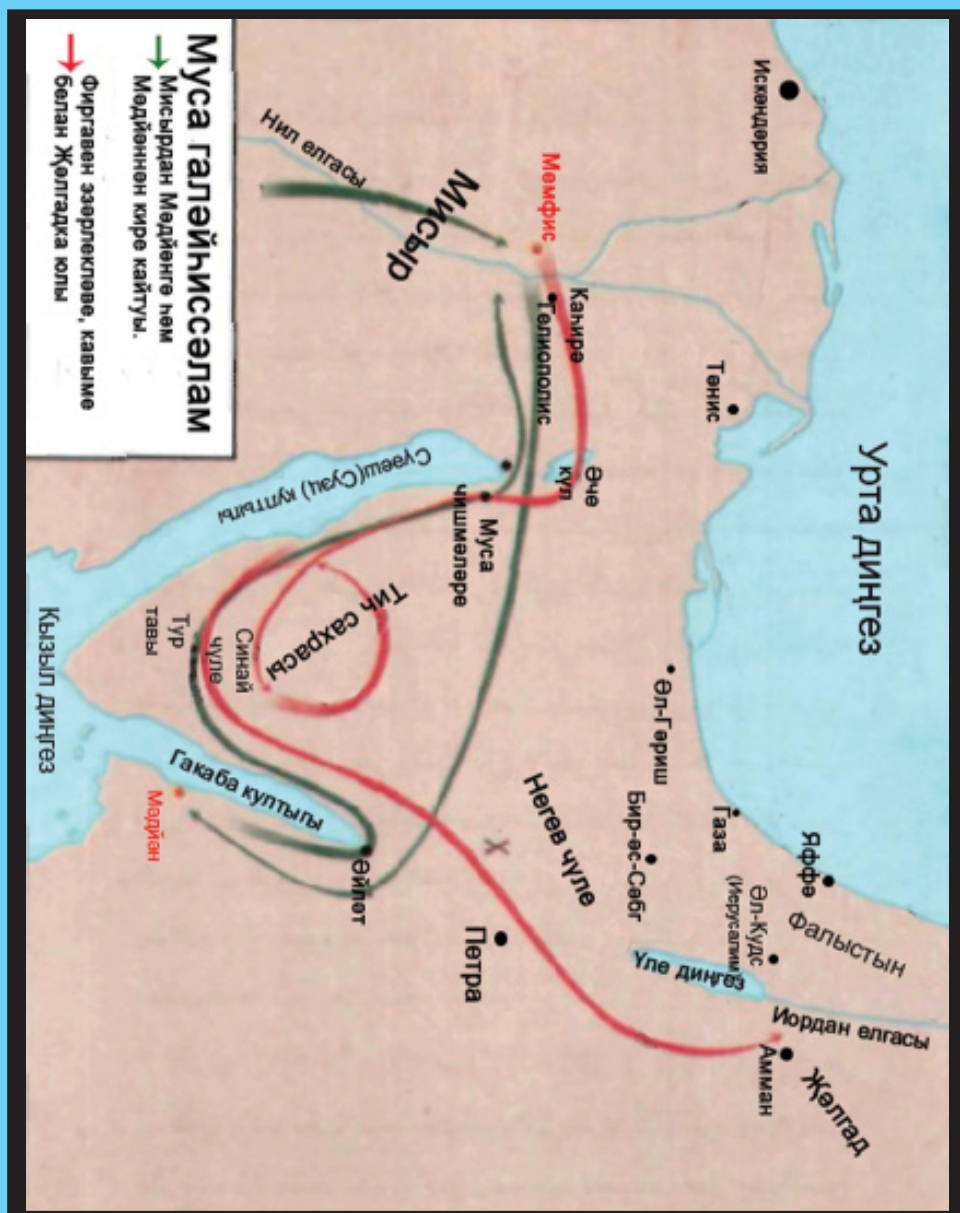 Муса галәйһиссәлам
Мисырдан Мәдйәнгә һәм
Мәдйәннән кире кайтуы.
Фиргавен эзәрлекләве, кавыме
белән Җәлгадка юлы
Искәндәрия
Нил елгасы
Мисыр
Мемфис
Каһирә
Гелиополис
Тәнис
Урта диңгез
Сүәеш(Суэц) култыгы
Әче
күл
Муса
чишмәләре
Тиһ сахрасы
Синай
чүле
Тур
тавы
Кызыл диңгез
Гакаба култыгы
Мәдйән
Әйләт
Әл-Гәриш
Негев чүле
Бир-әс-Сәбг
Газа
Яффә
Әл-Кудс
(Иерусалим)
Фалыстын
Үле диңгез
Петра
Иордан елгасы
Амман
Җәлгад